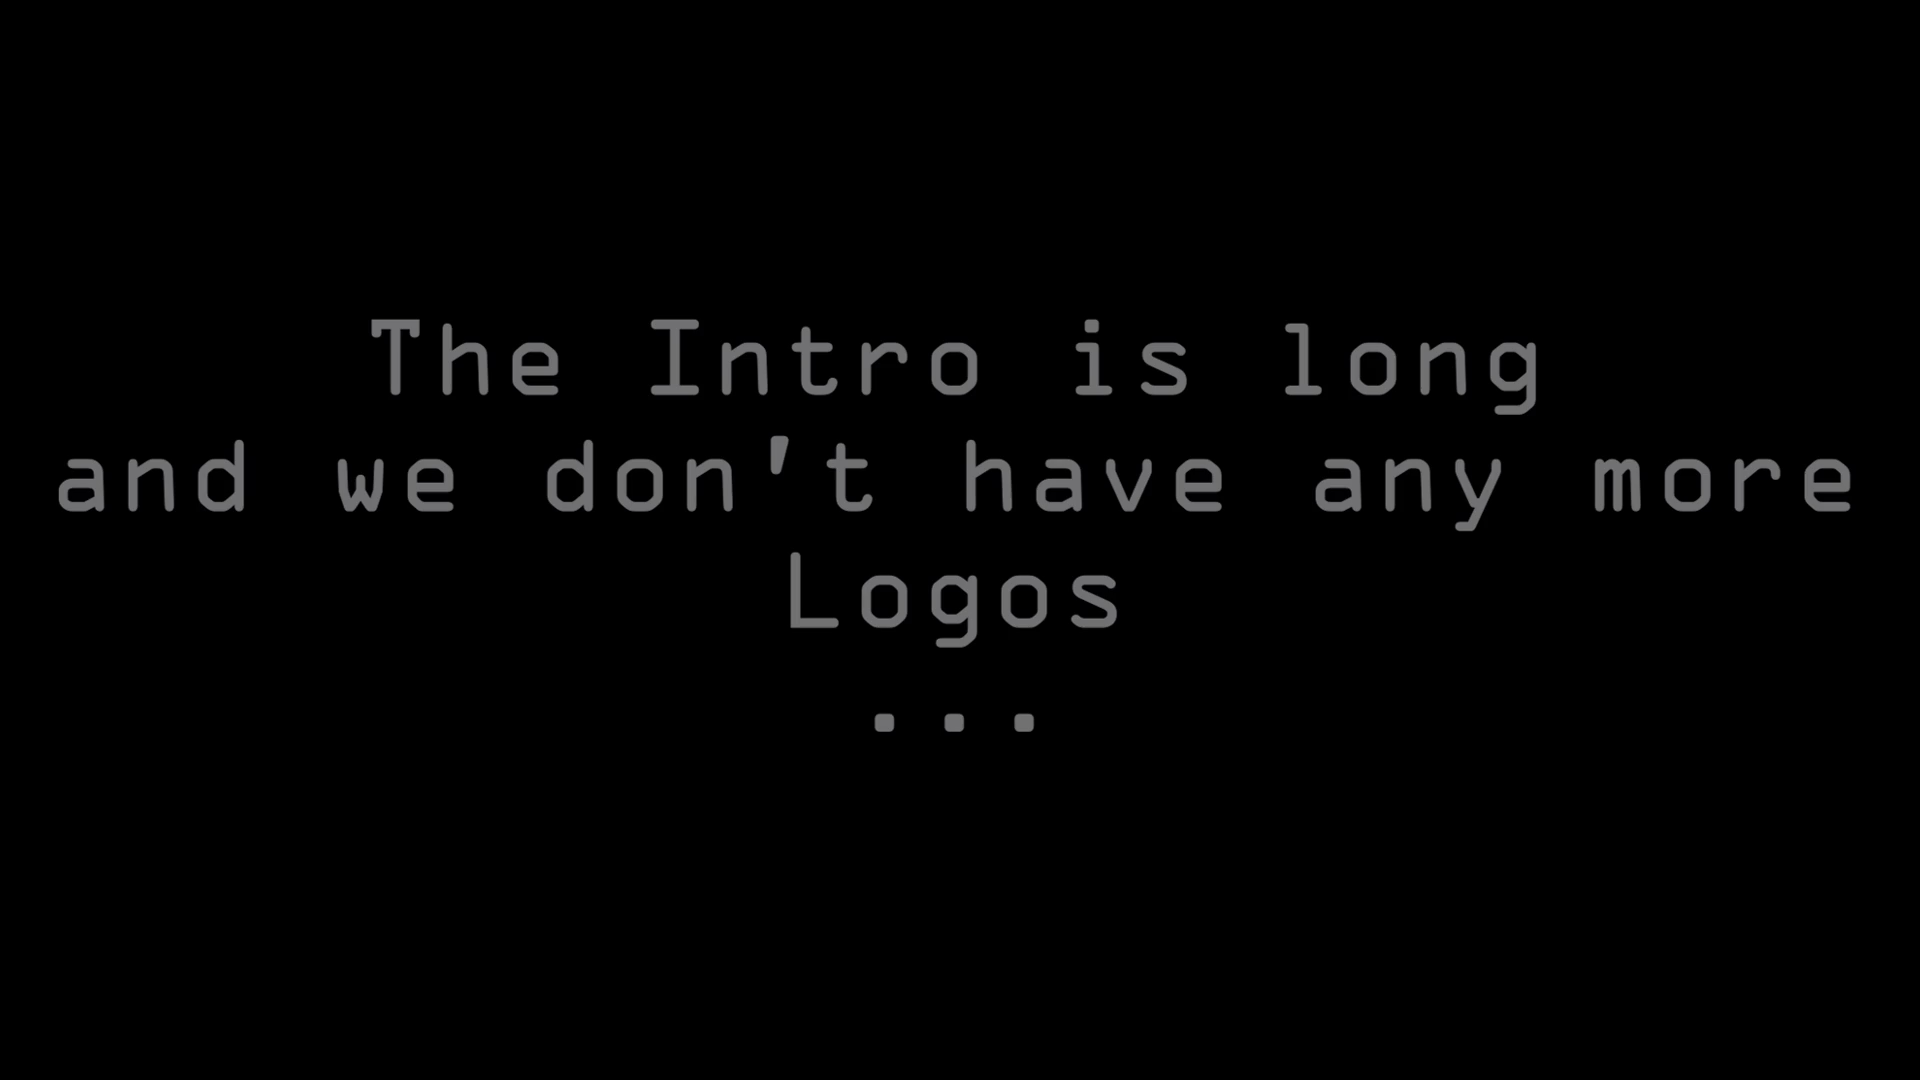 The Intro is long
and we don't have any more
Logos
...